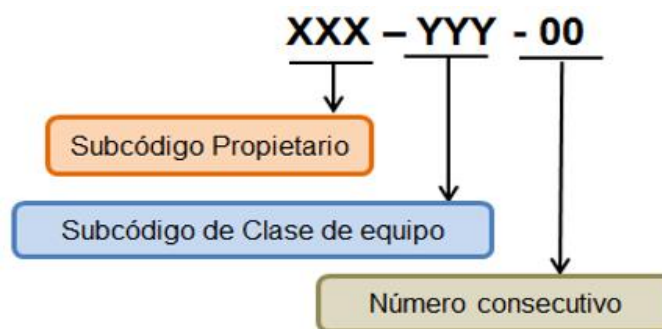 XXX – YYY - 00
Subcódigo Propietario
Subcódigo de Clase de equipo
Número consecutivo